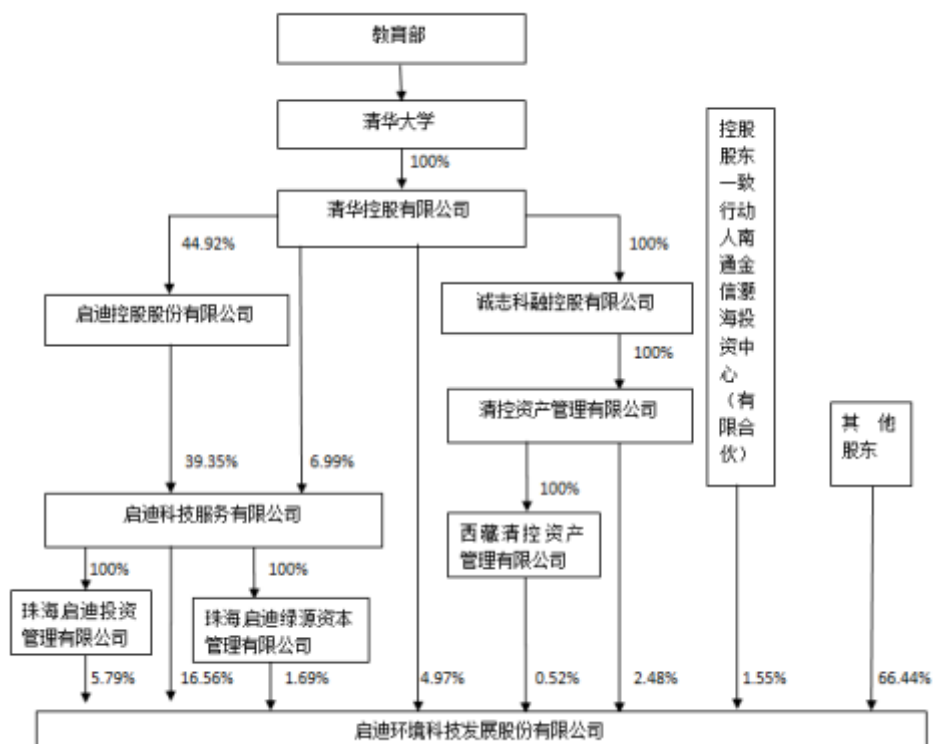 教育部
清华大学
100%
清华控股有限公司
44.92%
100%
启迪控股股份有限公司
诚志科融控股有限公司
100%
清控资产管理有限公司
39.35%
6.99%
100%
启迪科技服务有限公司
西藏清控资产
管理有限公司
100%
100%
珠海启迪投资
管理有限公司
珠海启迪绿源资本
管理有限公司
控股
股东
一致
行动
人南
通金
信灏
海投
资中
心
（有
限合
伙）
其他
股东
5.79%
16.56%
1.69%
4.97%
0.52%
2.48%
1.55%
66.44%
启迪环境科技发展股份有限公司